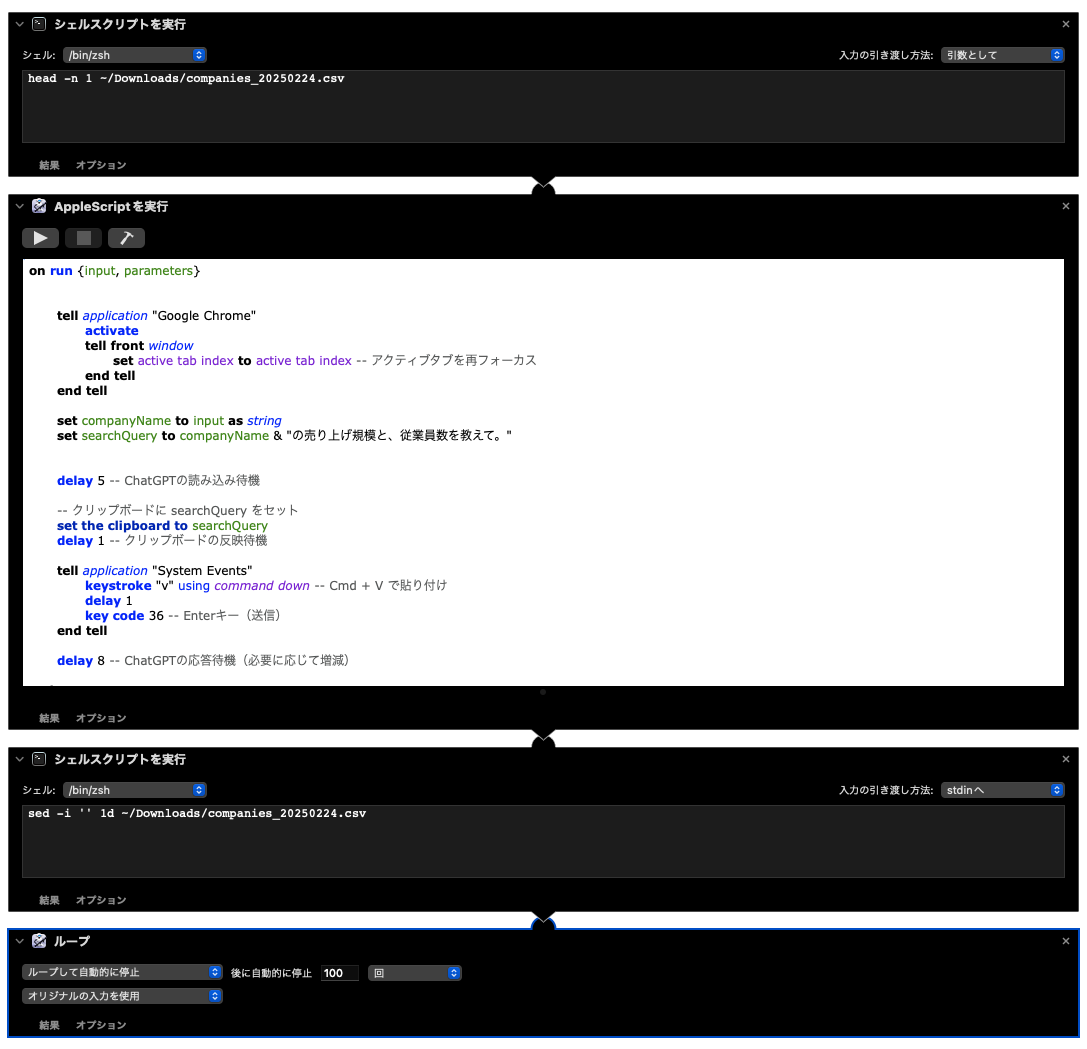 シェルスクリプトを実行
シェル: /bin/zsh 入力の引き渡し方法: 引数として
head -n 1 ~/Downloads/companies_20250224.csv
結果 オプション
AppleScriptを実行
on run {input, parameters}
tell application "Google Chrome"
activate
tell front window
set active tab index to active tab index -- アクティブタブを再フォーカス
end tell
end tell
set companyName to input as string
set searchQuery to companyName & "の売り上げ規模と、従業員数を教えて。"
delay 5 -- ChatGPTの読み込み待機
-- クリップボードに searchQuery をセット
set the clipboard to searchQuery
delay 1 -- クリップボードの反映待機
tell application "System Events"
keystroke "v" using command down -- Cmd + V で貼り付け
delay 1
key code 36 -- Enterキー（送信）
end tell
delay 8 -- ChatGPTの応答待機（必要に応じて増減）
結果 オプション
シェルスクリプトを実行
シェル: /bin/zsh 入力の引き渡し方法: stdinへ
sed -i '' 1d ~/Downloads/companies_20250224.csv
結果 オプション
ループ
ループして自動的に停止 後に自動的に停止 100 回
オリジナルの入力を使用
結果 オプション